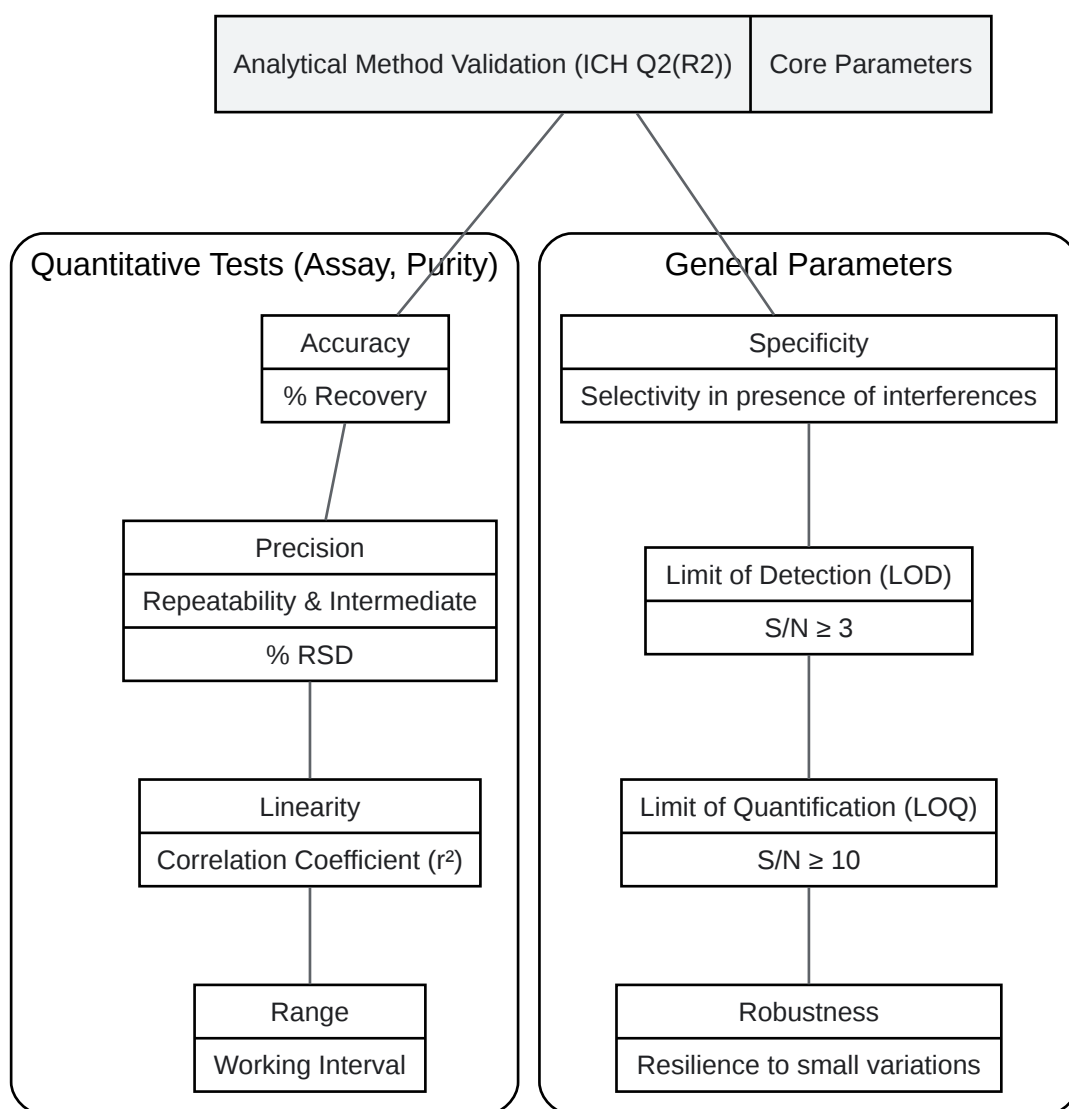 Analytical Method Validation (ICH Q2(R2))
Core Parameters
Quantitative Tests (Assay, Purity)
Accuracy
% Recovery
Precision
Repeatability & Intermediate
% RSD
Linearity
Correlation Coefficient (r²)
Range
Working Interval
General Parameters
Specificity
Selectivity in presence of interferences
Limit of Detection (LOD)
S/N ≥ 3
Limit of Quantification (LOQ)
S/N ≥ 10
Robustness
Resilience to small variations